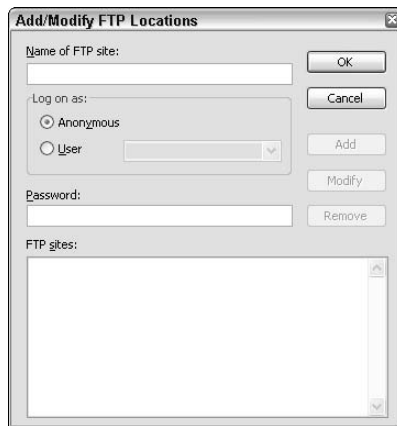 Add/Modify FTP Locations
Name of FTP site:
OK
Log on as:
Cancel
Anonymous
User
Add
Modify
Password:
Remove
FTP sites: